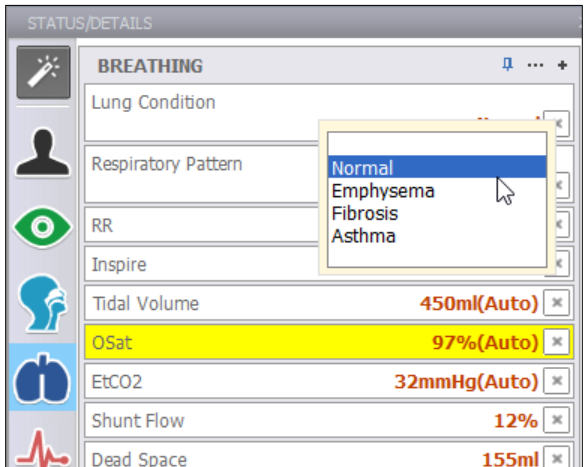 STATUS/DETAILS
BREATHING
Lung Condition
Respiratory Pattern
Normal
Emphysema
Fibrosis
Asthma
RR
Inspire
Tidal Volume 450ml(Auto)
OSat 97%(Auto)
EtCO2 32mmHg(Auto)
Shunt Flow 12%
Dead Space 155ml